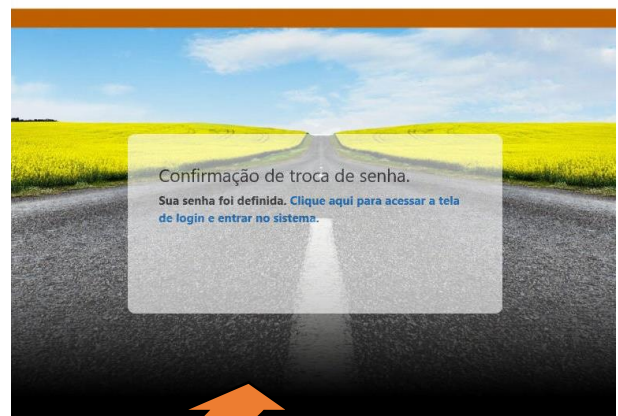 Confirmação de troca de senha.
Sua senha foi definida. Clique aqui para acessar a tela
de login e entrar no sistema.